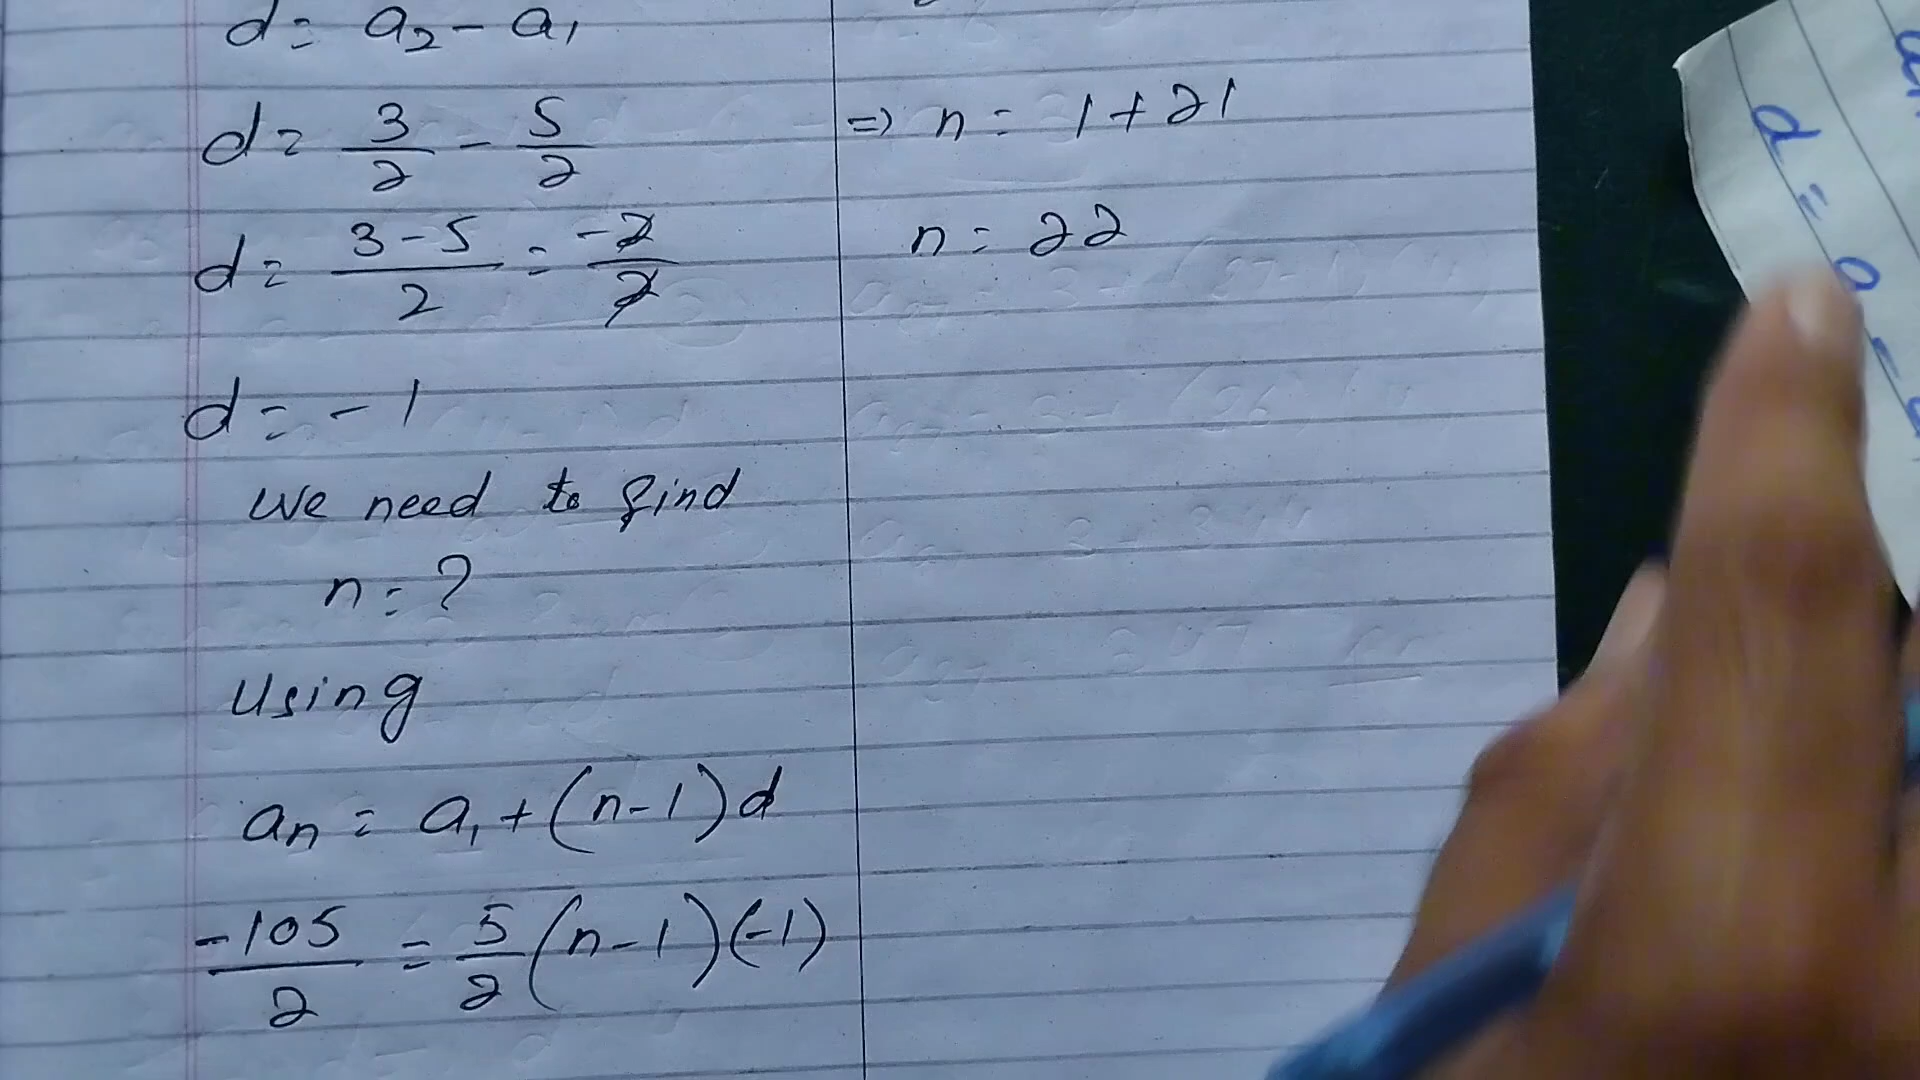 d = a₂ - a₁
d = 3/2 - 5/2
d = 3-5/2 = -2/2
d = -1
We need to find
n = ?
Using
an = a₁ + (n-1)d
-105/2 = 5/2 (n-1)(-1)
⇒ n = 1+21
n = 22
d = a -